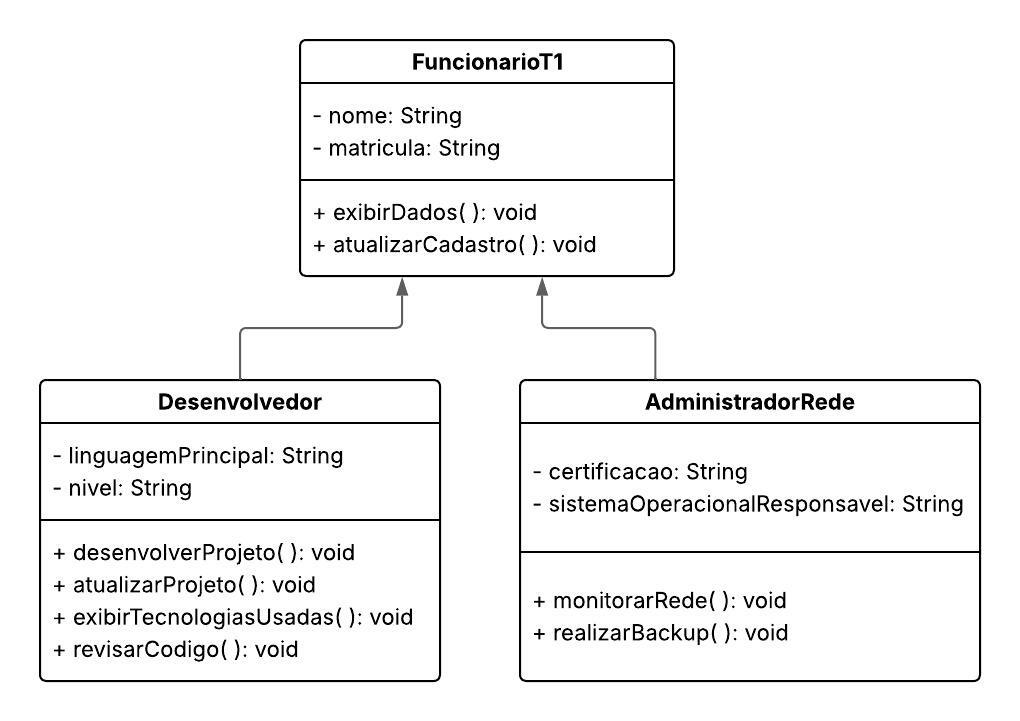 FuncionarioT1
- nome: String
- matricula: String
+ exibirDados( ): void
+ atualizarCadastro( ): void
Desenvolvedor
- linguagemPrincipal: String
- nivel: String
+ desenvolverProjeto( ): void
+ atualizarProjeto( ): void
+ exibirTecnologiasUsadas( ): void
+ revisarCodigo( ): void
AdministradorRede
- certificacao: String
- sistemaOperacionalResponsavel: String
+ monitorarRede( ): void
+ realizarBackup( ): void